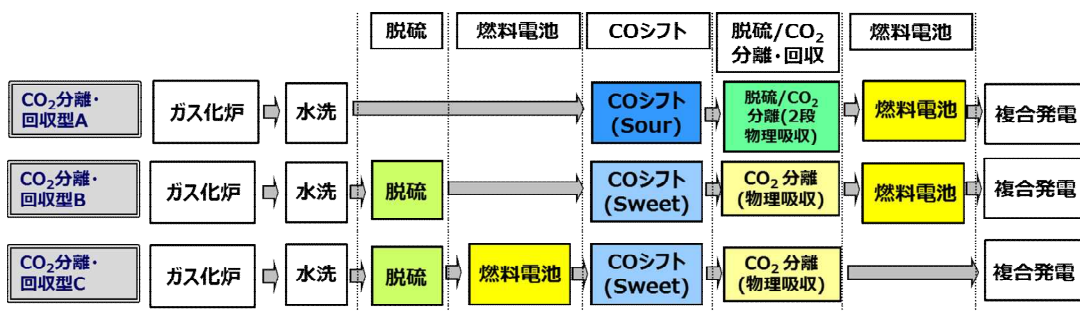 脱硫
燃料電池
COシフト
脱硫/CO₂
分離・回収
燃料電池
CO₂分離・
回収型A
ガス化炉
水洗
COシフト
(Sour)
脱硫/CO₂
分離(2段
物理吸収)
燃料電池
複合発電
CO₂分離・
回収型B
ガス化炉
水洗
脱硫
COシフト
(Sweet)
CO₂分離
(物理吸収)
燃料電池
複合発電
CO₂分離・
回収型C
ガス化炉
水洗
脱硫
燃料電池
COシフト
(Sweet)
CO₂分離
(物理吸収)
複合発電